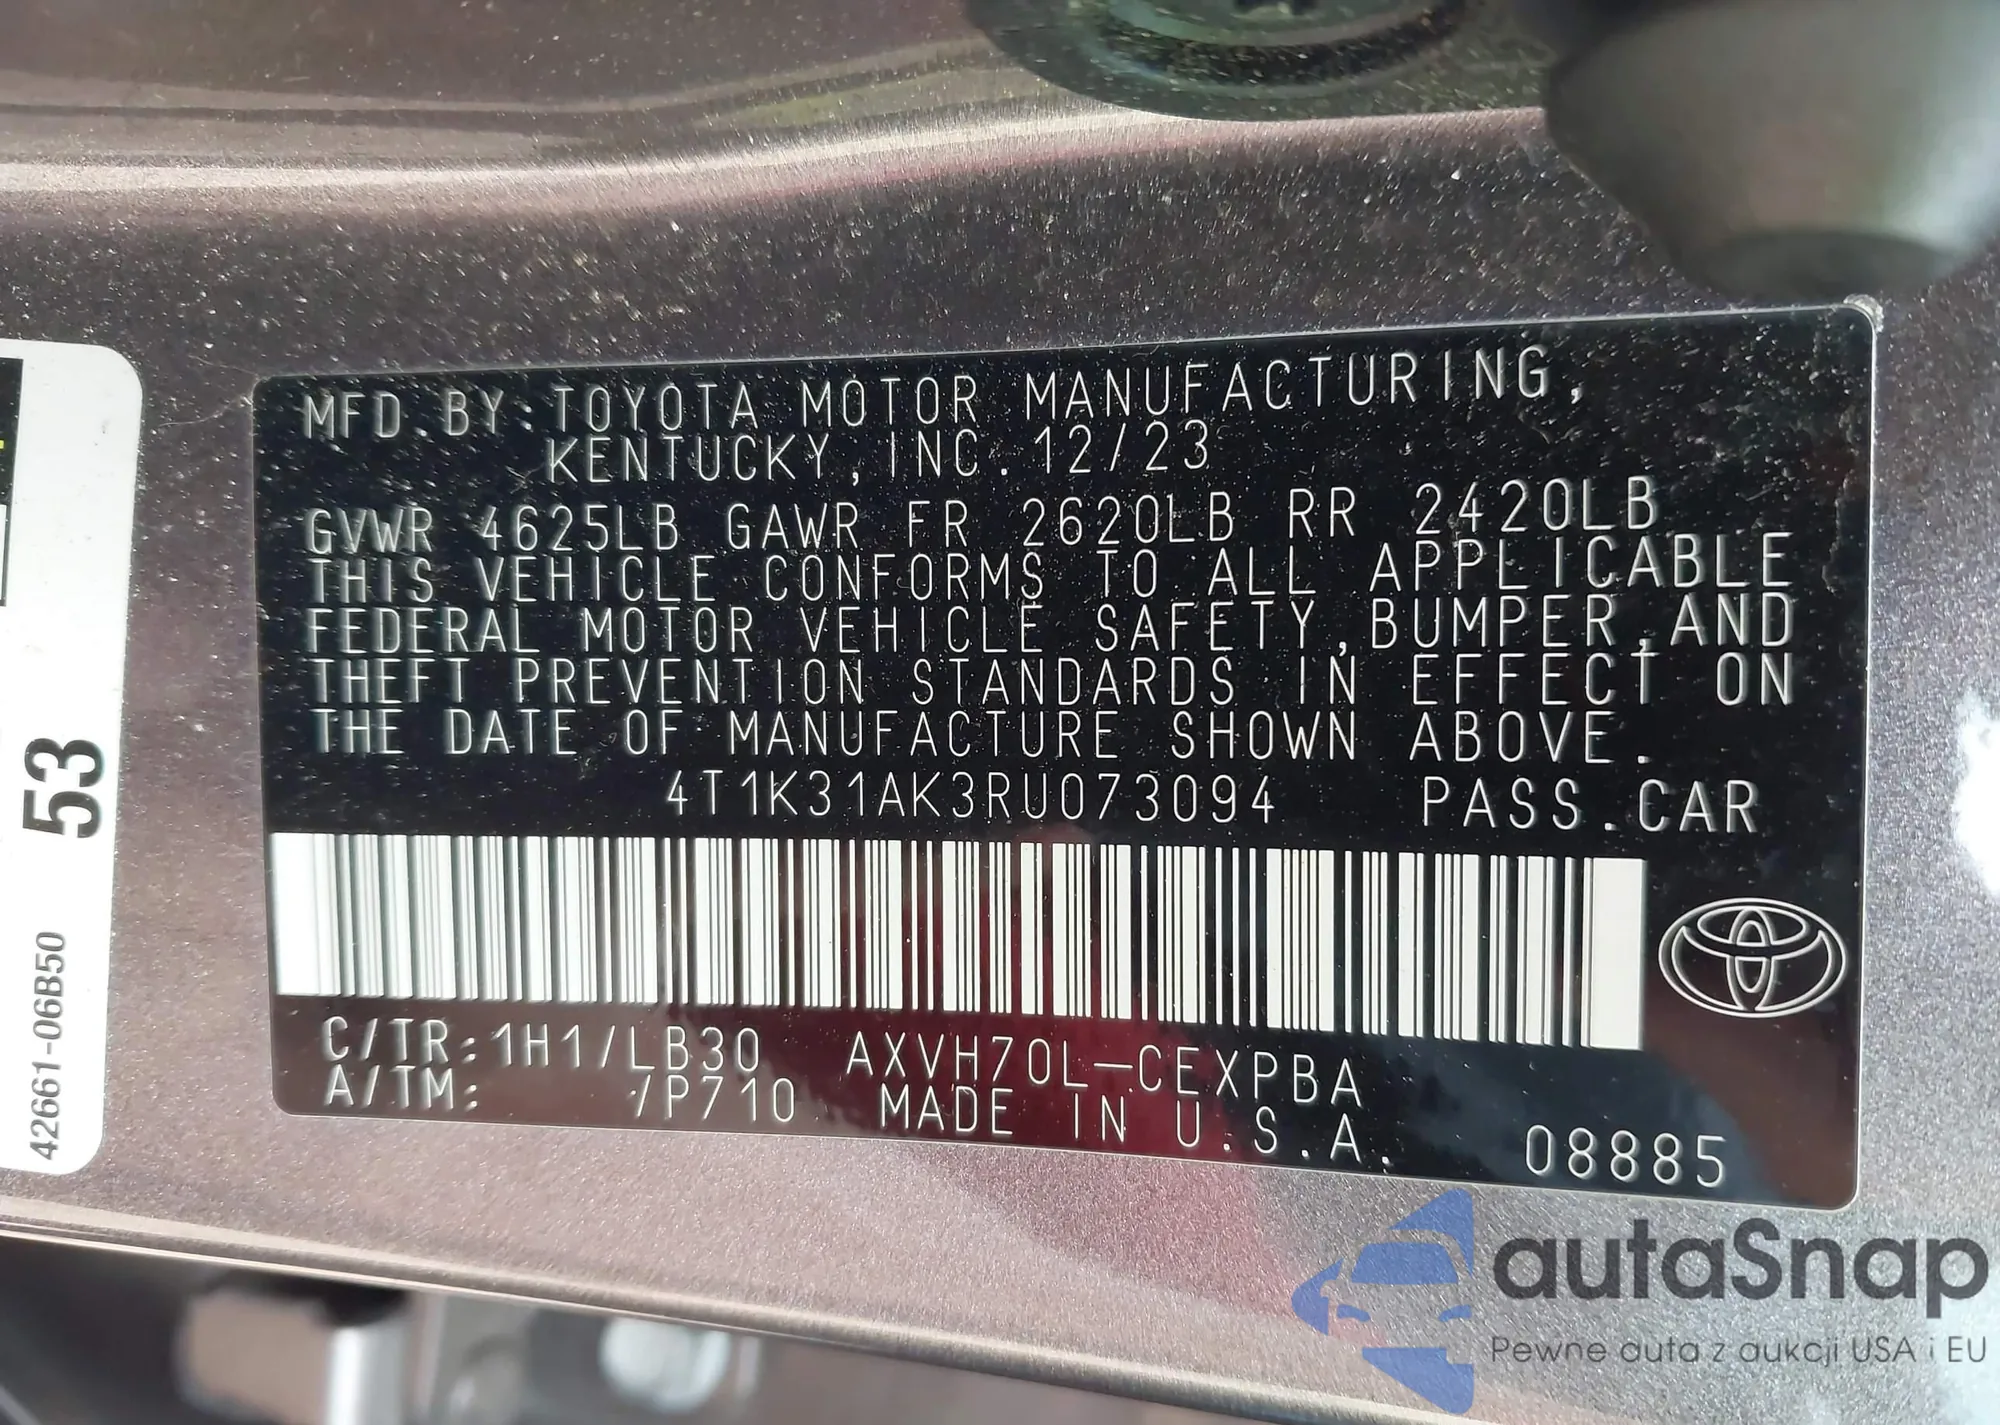 MFD.BY:TOYOTA MOTOR MANUFACTURING,
KENTUCKY,INC.12/23
GVWR 4625LB GAWR FR 2620LB RR 2420LB
THIS VEHICLE CONFORMS TO ALL APPLICABLE
FEDERAL MOTOR VEHICLE SAFETY,BUMPER,AND
THEFT PREVENTION STANDARDS IN EFFECT ON
THE DATE OF MANUFACTURE SHOWN ABOVE.
4T1K31AK3RU073094 PASS.CAR
C/TR:1H1/LB30 AXVH70L-CEXPBA
A/TM: /P710 MADE IN U.S.A.
08885
53
42661-06B50
autaSnap
Pewne auta z aukcji USA i EU